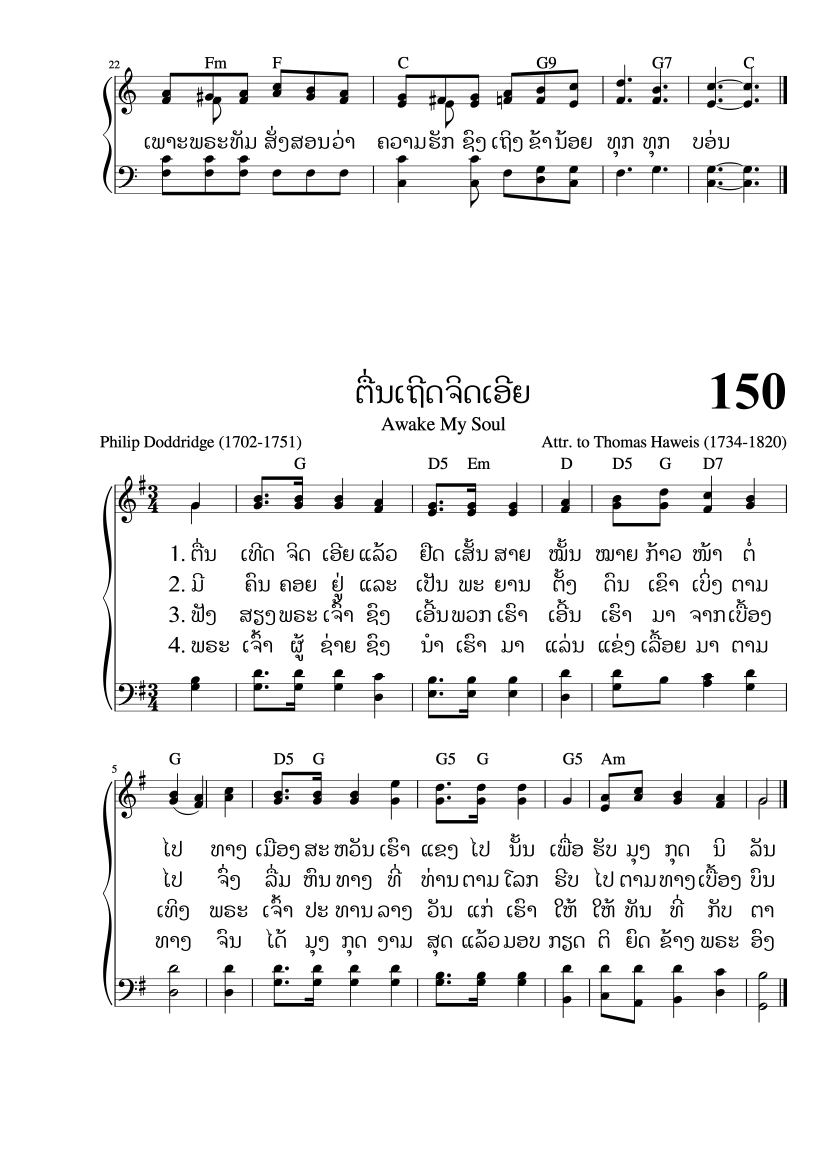 22 Fm F C G9 G7 C
ເພາະພຣະທັມ ສັ່ງສອນວ່າ ຄວາມຮັກ ຊົງ ເຖິງ ຂ້ານ້ອຍ ທຸກ ທຸກ ບອ່ນ
ຕື່ນເຖີດຈິດເອີຍ 150
Awake My Soul
Philip Doddridge (1702-1751) Attr. to Thomas Haweis (1734-1820)
G D5 Em D D5 G D7
3 4
1. ຕື່ນ ເທີດ ຈິດ ເອີຍ ແລ້ວ ຢືດ ເສັ້ນ ສາຍ ໝັ້ນ ໝາຍ ກ້າວ ໜ້າ ຕໍ່
2. ມີ ຄົນ ຄອຍ ຢູ່ ແລະ ເປັນ ພະ ຍານ ຕັ້ງ ດົນ ເຂົາ ເບິ່ງ ຕາມ
3. ຟັງ ສຽງ ພຣະ ເຈົ້າ ຊົງ ເອີ້ນ ພວກ ເຮົາ ເອີ້ນ ເຮົາ ມາ ຈາກ ເບື້ອງ
4. ພຣະ ເຈົ້າ ຜູ້ ຊ່າຍ ຊົງ ນຳ ເຮົາ ມາ ແລ່ນ ແຂ່ງ ເລື້ອຍ ມາ ຕາມ
3 4
5 G D5 G G5 G G5 Am
ໄປ ທາງ ເມືອງ ສະ ຫວັນ ເຮົາ ແຂງ ໄປ ນັ້ນ ເພື່ອ ຮັບ ມຸງ ກຸດ ນິ ລັນ
ໄປ ຈົ່ງ ລື່ມ ຫົນ ທາງ ທີ່ ທ່ານ ຕາມ ໂລກ ຮີບ ໄປ ຕາມ ທາງ ເບື້ອງ ບົນ
ເທິງ ພຣະ ເຈົ້າ ປະ ທານ ລາງ ວັນ ແກ່ ເຮົາ ໃຫ້ ໃຫ້ ທັນ ທີ່ ກັບ ຕາ
ທາງ ຈົນ ໄດ້ ມຸງ ກຸດ ງາມ ສຸດ ແລ້ວ ມອບ ກຽດ ຕິ ຍົດ ຂ້າງ ພຣະ ອົງ